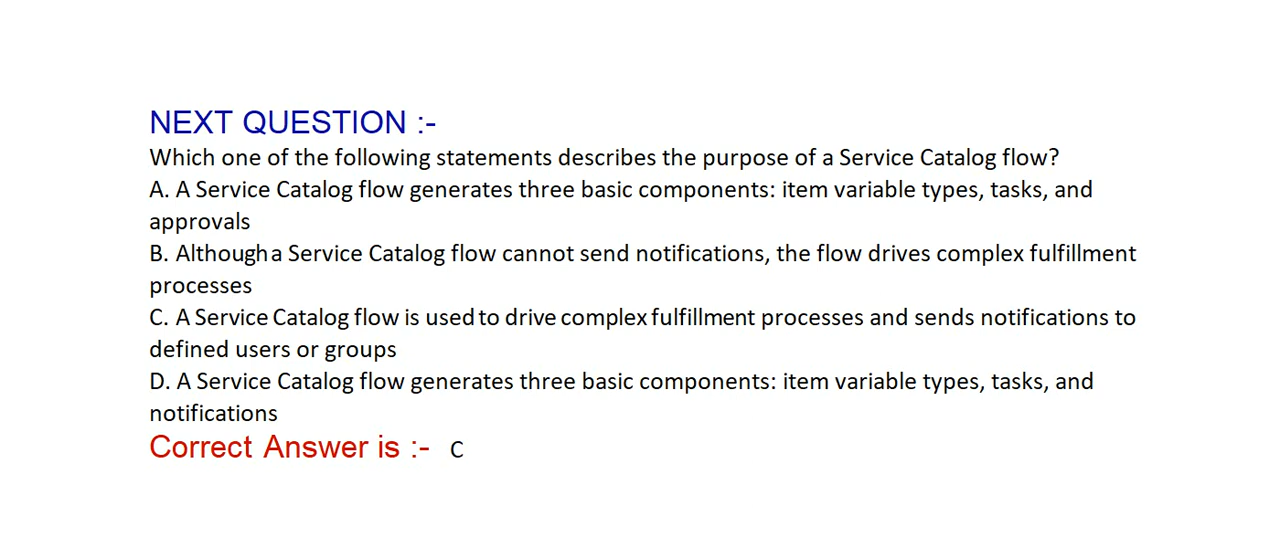 NEXT QUESTION :-
Which one of the following statements describes the purpose of a Service Catalog flow?
A. A Service Catalog flow generates three basic components: item variable types, tasks, and
approvals
B. Although a Service Catalog flow cannot send notifications, the flow drives complex fulfillment
processes
C. A Service Catalog flow is used to drive complex fulfillment processes and sends notifications to
defined users or groups
D. A Service Catalog flow generates three basic components: item variable types, tasks, and
notifications
Correct Answer is :- C